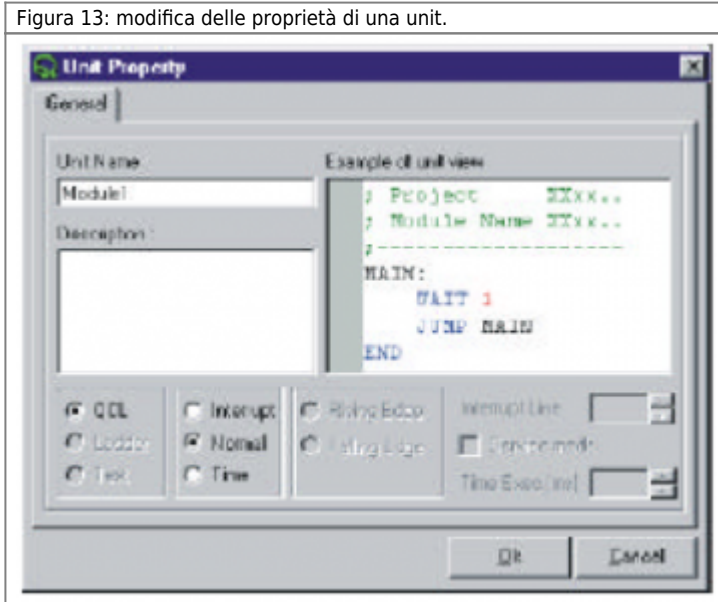 Figura 13: modifica delle proprietà di una unit.
Unit Property
General
Unit Name
Example of unit view
Module1
; Project XXxx..
; Module Name XXxx..
;--------------------
Description :
MAIN:
WAIT 1
JUMP MAIN
END
QCL
Interrupt
Rising Edge
Interrupt Line
Ladder
Normal
Falling Edge
Service mode
Text
Time
Time Exec. [ms]
Ok
Cancel